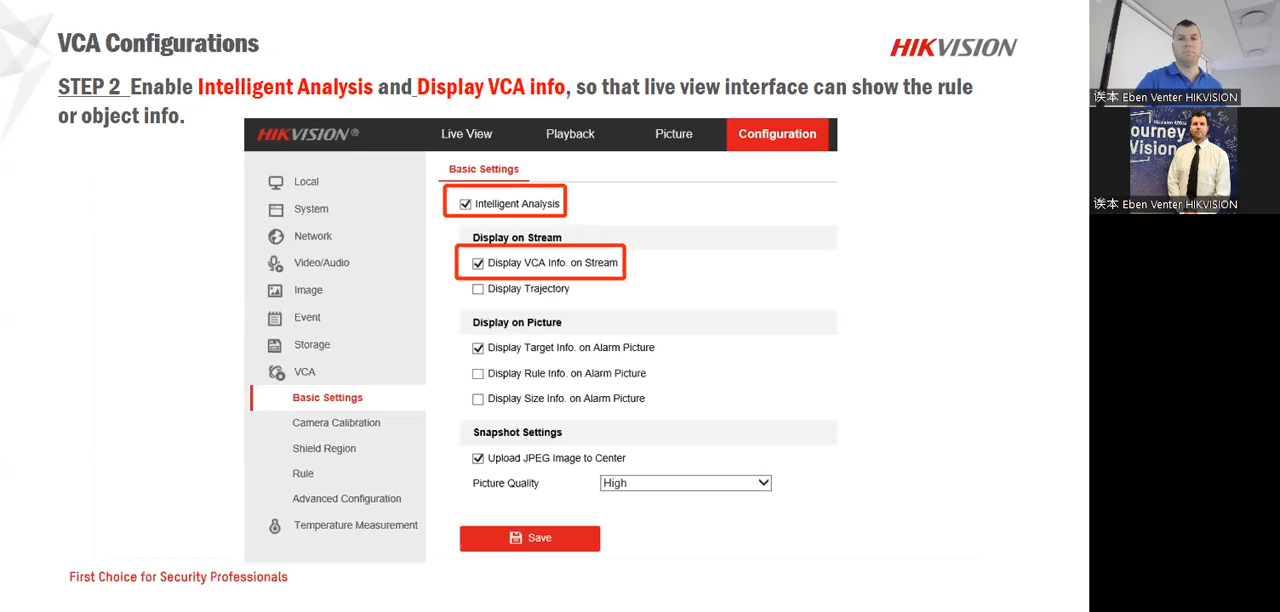 VCA Configurations
HIKVISION
STEP 2 Enable Intelligent Analysis and Display VCA info, so that live view interface can show the rule
or object info.
HIKVISION®
Live View
Playback
Picture
Configuration
Local
System
Network
Video/Audio
Image
Event
Storage
VCA
Basic Settings
Camera Calibration
Shield Region
Rule
Advanced Configuration
Temperature Measurement
Basic Settings
Intelligent Analysis
Display on Stream
Display VCA Info. on Stream
Display Trajectory
Display on Picture
Display Target Info. on Alarm Picture
Display Rule Info. on Alarm Picture
Display Size Info. on Alarm Picture
Snapshot Settings
Upload JPEG Image to Center
Picture Quality
High
Save
First Choice for Security Professionals
诶本 Eben Venter HIKVISION
ourney
Vision
诶本 Eben Venter HIKVISION